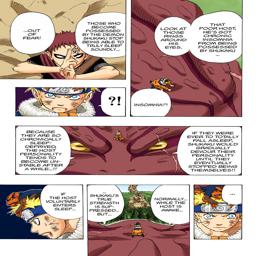 THAT
POOR HOST,
HE'S GOT
CHRONIC
INSOMNIA
FROM BEING
POSSESSED BY
SHUKAKU...
LOOK AT
THOSE
RINGS
AROUND
HIS EYES.
INSOMNIA!?
THOSE WHO
BECOME
POSSESSED
BY THE DEMON
SHUKAKU STOP
BEING ABLE TO
TRULY SLEEP
SOUNDLY...
...OUT
OF
FEAR!
?!
IF THEY WERE
EVER TO TOTALLY
FALL ASLEEP,
SHUKAKU WOULD
GRADUALLY
DEVOUR THEIR
PERSONALITY
UNTIL THEY
EVENTUALLY
STOPPED BEING
THEMSELVES!!
BECAUSE
THEY ARE SO
CHRONICALLY
SLEEP-
DEPRIVED,
THE HOST
PERSONALITY
TENDS TO
BECOME UN-
STABLE AFTER
A WHILE...!!
NORMALLY,
WHILE THE
HOST IS
AWAKE...
SHUKAKU'S
TRUE
STRENGTH
IS SUP-
PRESSED,
BUT...
IF
THE HOST
VOLUNTARILY
ENTERS
SLEEP...